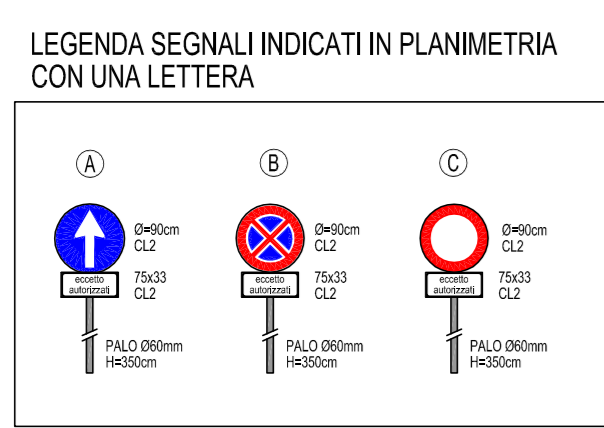 LEGENDA SEGNALI INDICATI IN PLANIMETRIA
CON UNA LETTERA
A
Ø=90cm
CL2
eccetto
autorizzati
75x33
CL2
PALO Ø60mm
H=350cm
B
Ø=90cm
CL2
eccetto
autorizzati
75x33
CL2
PALO Ø60mm
H=350cm
C
Ø=90cm
CL2
eccetto
autorizzati
75x33
CL2
PALO Ø60mm
H=350cm